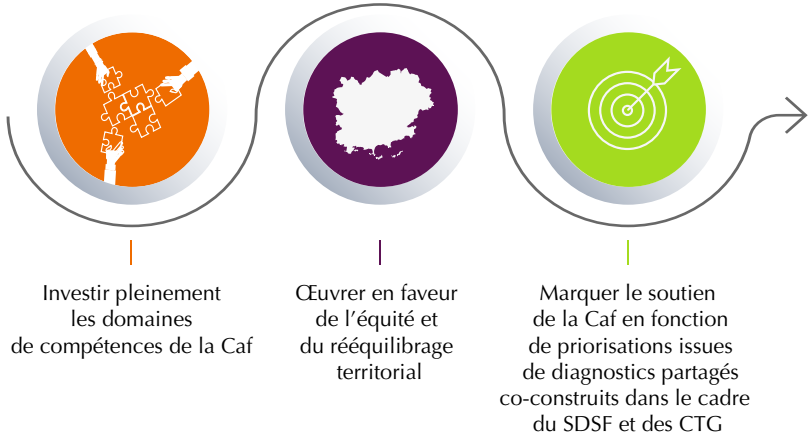 Investir pleinement
les domaines
de compétences de la Caf
Œuvrer en faveur
de l’équité et
du rééquilibrage
territorial
Marquer le soutien
de la Caf en fonction
de priorisations issues
de diagnostics partagés
co-construits dans le cadre
du SDSF et des CTG